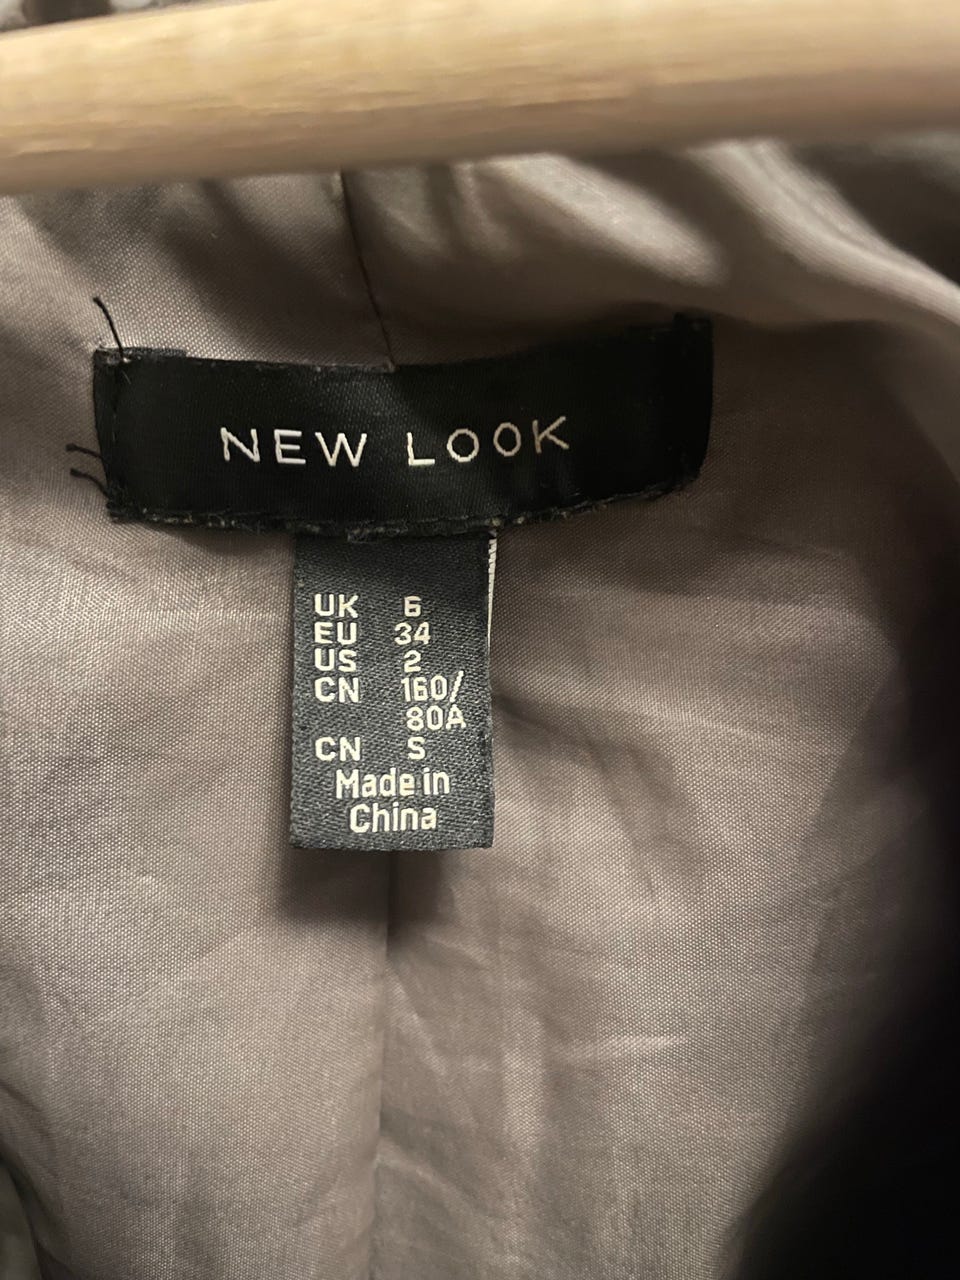 NEW LOOK
UK 6
EU 34
US 2
CN 160/
80A
CN S
Made in
China